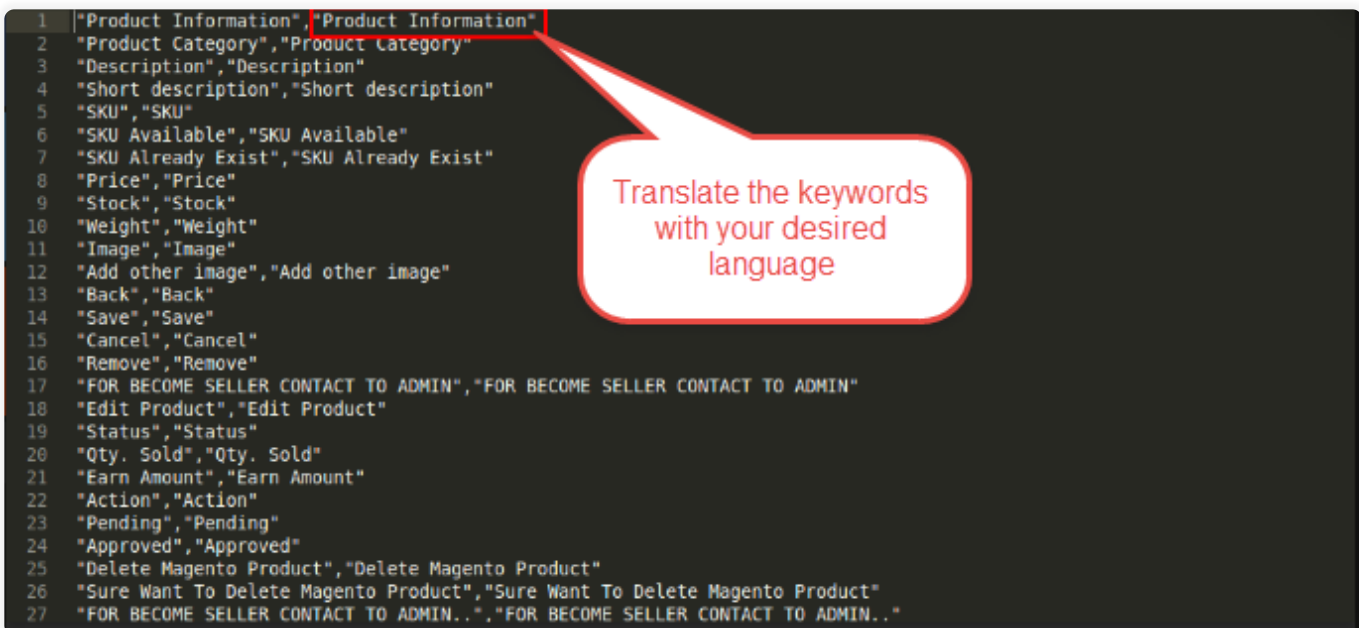 1 "Product Information","Product Information"
2 "Product Category","Product Category"
3 "Description","Description"
4 "Short description","Short description"
5 "SKU","SKU"
6 "SKU Available","SKU Available"
7 "SKU Already Exist","SKU Already Exist"
8 "Price","Price"
9 "Stock","Stock"
10 "Weight","Weight"
11 "Image","Image"
12 "Add other image","Add other image"
13 "Back","Back"
14 "Save","Save"
15 "Cancel","Cancel"
16 "Remove","Remove"
17 "FOR BECOME SELLER CONTACT TO ADMIN","FOR BECOME SELLER CONTACT TO ADMIN"
18 "Edit Product","Edit Product"
19 "Status","Status"
20 "Qty. Sold","Qty. Sold"
21 "Earn Amount","Earn Amount"
22 "Action","Action"
23 "Pending","Pending"
24 "Approved","Approved"
25 "Delete Magento Product","Delete Magento Product"
26 "Sure Want To Delete Magento Product","Sure Want To Delete Magento Product"
27 "FOR BECOME SELLER CONTACT TO ADMIN..","FOR BECOME SELLER CONTACT TO ADMIN.."
Translate the keywords
with your desired
language